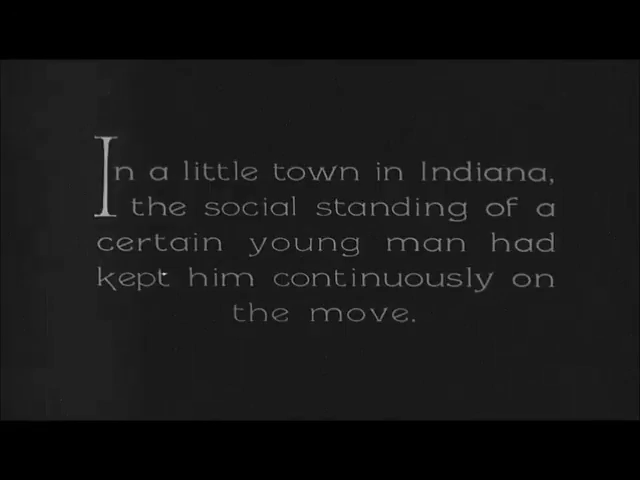 In a little town in Indiana,
the social standing of a
certain young man had
kept him continuously on
the move.